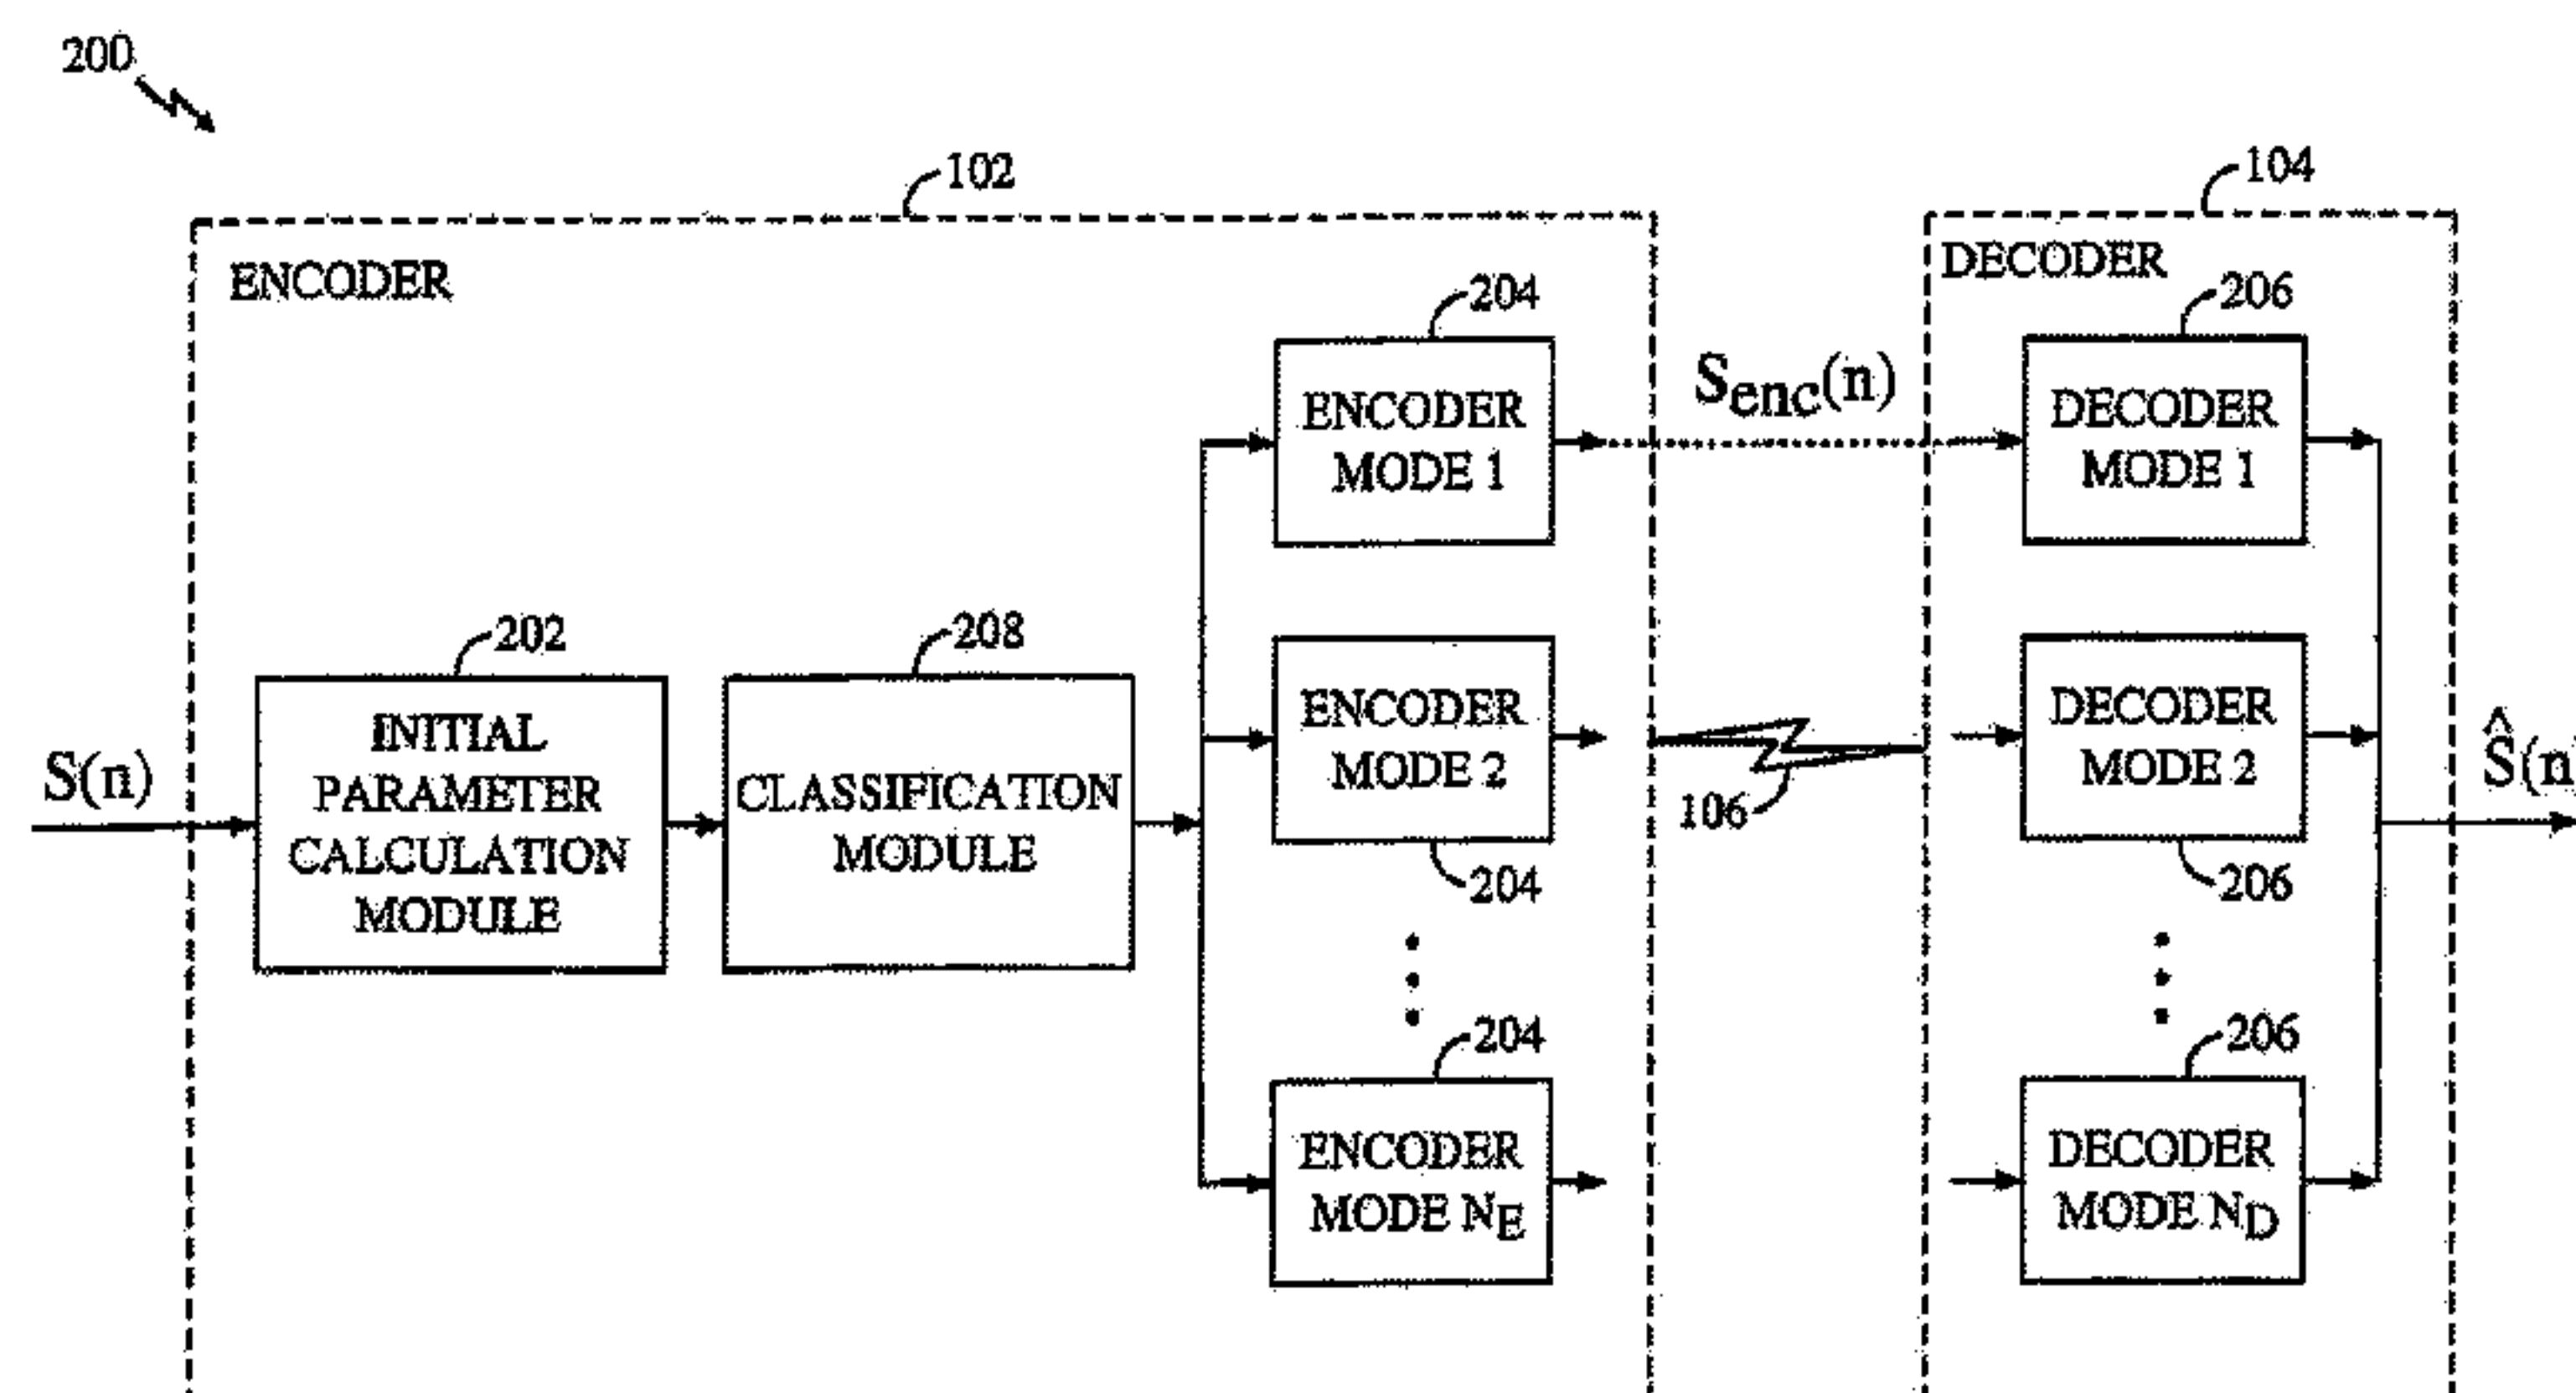 200
102
104
ENCODER
DECODER
204
206
ENCODER
MODE 1
Senc(n)
DECODER
MODE 1
202
208
S(n)
INITIAL
PARAMETER
CALCULATION
MODULE
CLASSIFICATION
MODULE
ENCODER
MODE 2
204
106
DECODER
MODE 2
206
Ŝ(n)
204
ENCODER
MODE NE
206
DECODER
MODE ND